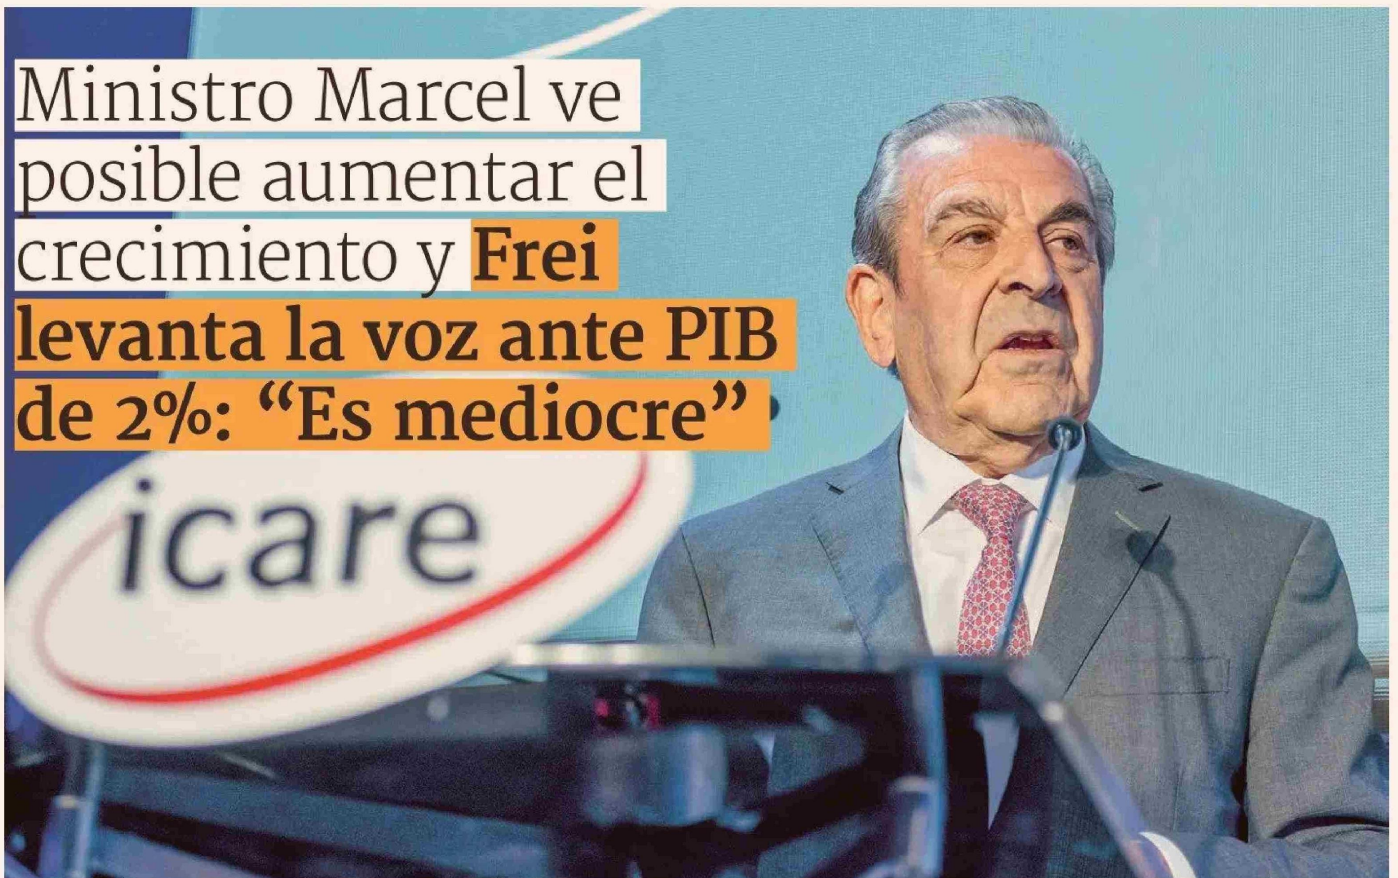 Ministro Marcel ve
posible aumentar el
crecimiento y Frei
levanta la voz ante PIB
de 2%: “Es mediocre”
icare